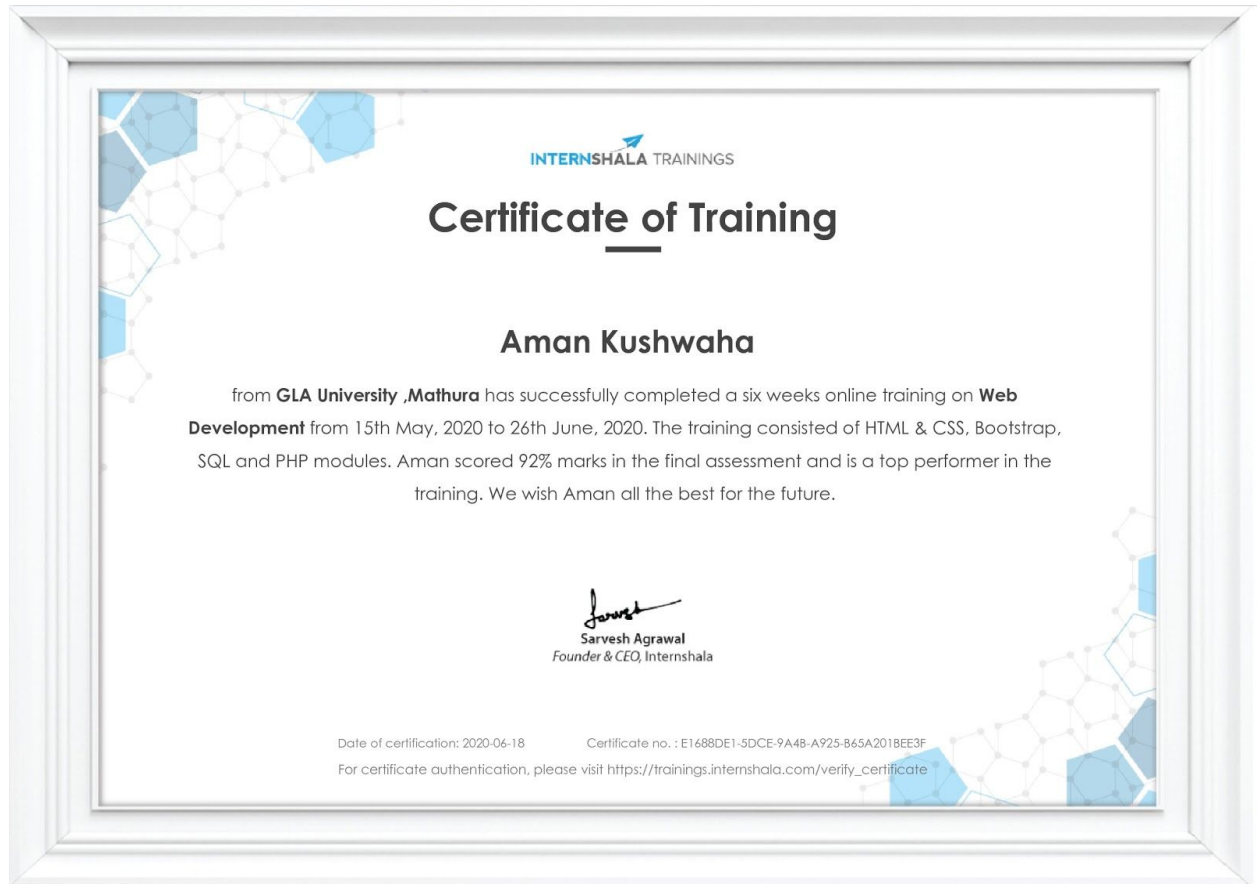 INTERNSHALA TRAININGS
Certificate of Training
Aman Kushwaha
from GLA University ,Mathura has successfully completed a six weeks online training on Web
Development from 15th May, 2020 to 26th June, 2020. The training consisted of HTML & CSS, Bootstrap,
SQL and PHP modules. Aman scored 92% marks in the final assessment and is a top performer in the
training. We wish Aman all the best for the future.
Sarvesh
Sarvesh Agrawal
Founder & CEO, Internshala
Date of certification: 2020-06-18 Certificate no. : E1688DE1-5DCE-9A4B-A925-B65A201BEE3F
For certificate authentication, please visit https://trainings.internshala.com/verify_certificate